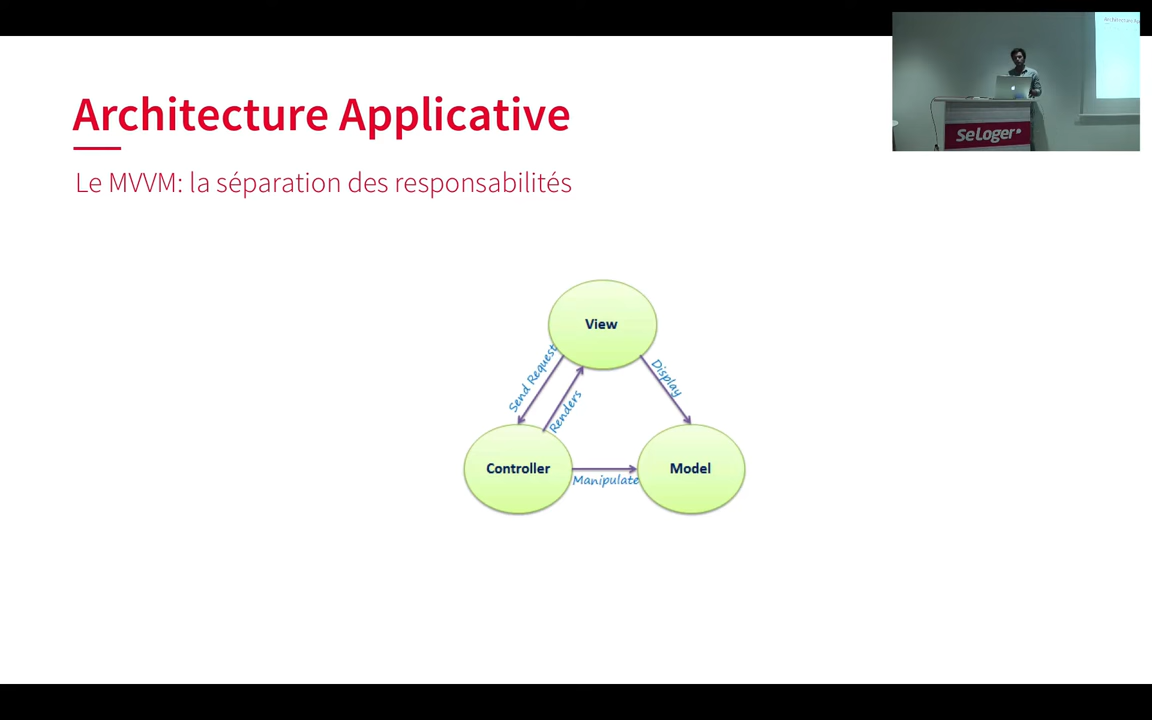 Architecture Applicative
Le MVVM: la séparation des responsabilités
SeLoger
View
Send Request
Renders
Display
Controller
Manipulate
Model